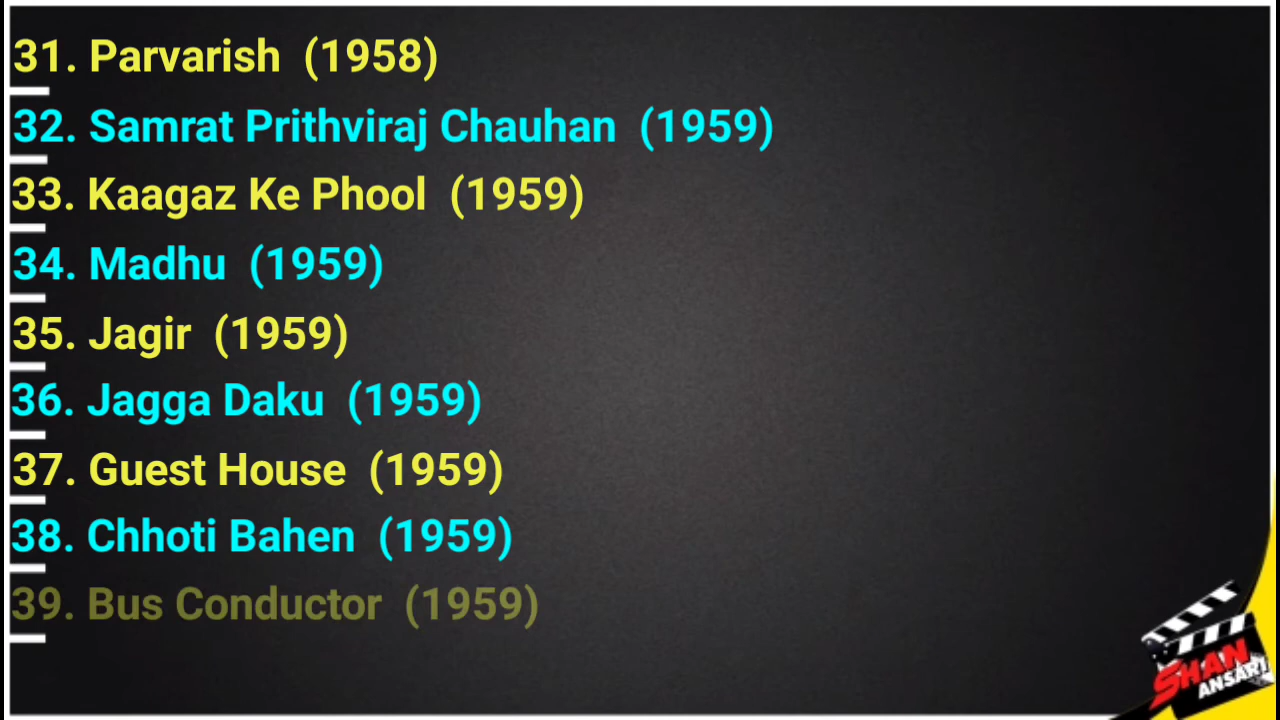 31. Parvarish (1958)
32. Samrat Prithviraj Chauhan (1959)
33. Kaagaz Ke Phool (1959)
34. Madhu (1959)
35. Jagir (1959)
36. Jagga Daku (1959)
37. Guest House (1959)
38. Chhoti Bahen (1959)
39. Bus Conductor (1959)
SHAN
ANSARI